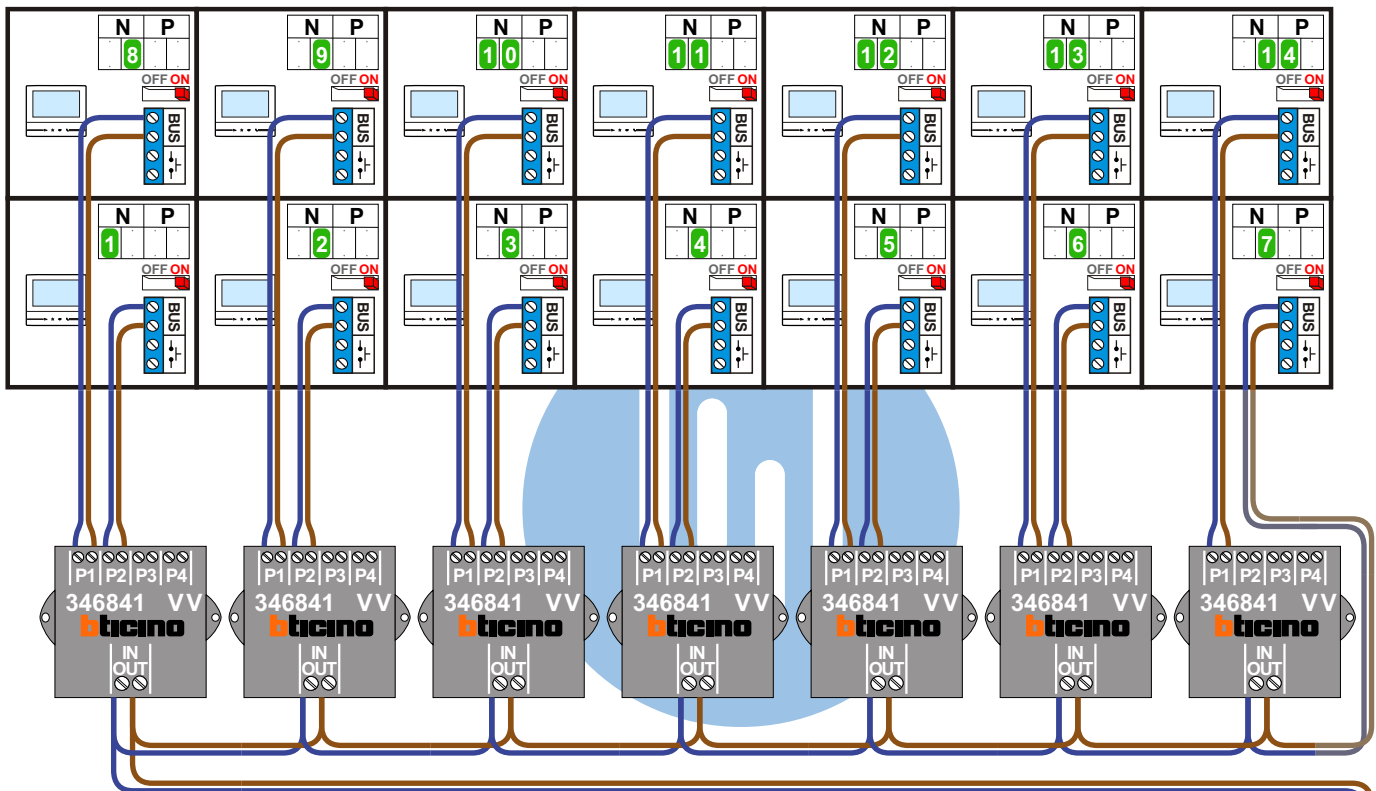 N P N P N P N P N P N P N P
8 9 10 11 12 13 14
OFF ON OFF ON OFF ON OFF ON OFF ON OFF ON OFF ON
BUS BUS BUS BUS BUS BUS BUS
N P N P N P N P N P N P N P
1 2 3 4 5 6 7
OFF ON OFF ON OFF ON OFF ON OFF ON OFF ON OFF ON
BUS BUS BUS BUS BUS BUS BUS
P1 P2 P3 P4 P1 P2 P3 P4 P1 P2 P3 P4 P1 P2 P3 P4 P1 P2 P3 P4 P1 P2 P3 P4 P1 P2 P3 P4
346841 VV 346841 VV 346841 VV 346841 VV 346841 VV 346841 VV 346841 VV
bticino bticino bticino bticino bticino bticino bticino
IN IN IN IN IN IN IN
OUT OUT OUT OUT OUT OUT OUT